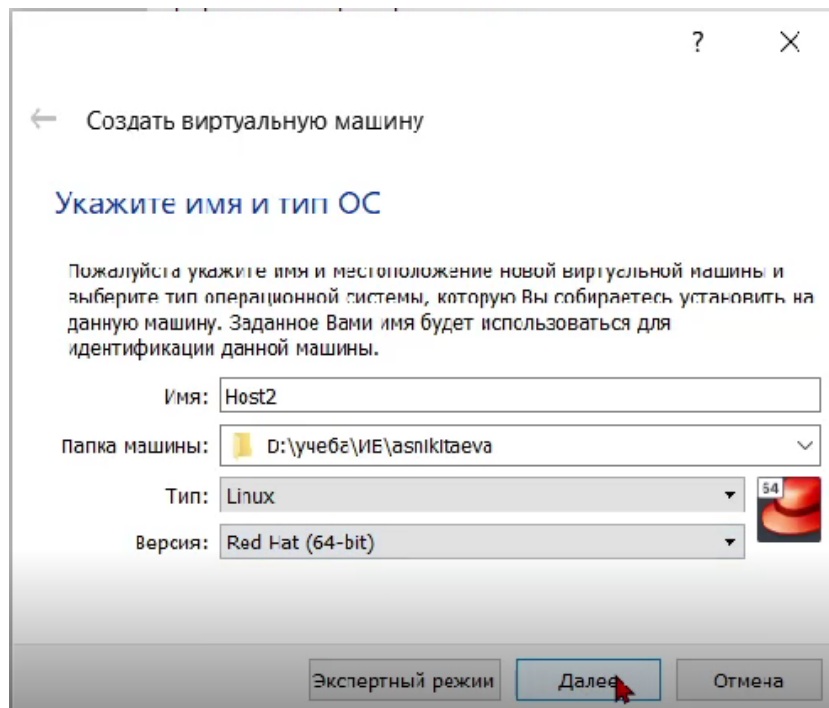 ?
Создать виртуальную машину
Укажите имя и тип ОС
Пожалуйста укажите имя и местоположение новой виртуальной машины и
выберите тип операционной системы, которую Вы собираетесь установить на
данную машину. Заданное Вами имя будет использоваться для
идентификации данной машины.
Имя: Host2
Папка машины: D:\учеба\ИЕ\asnikitaeva
Тип: Linux
64
Версия: Red Hat (64-bit)
Экспертный режим Далее Отмена